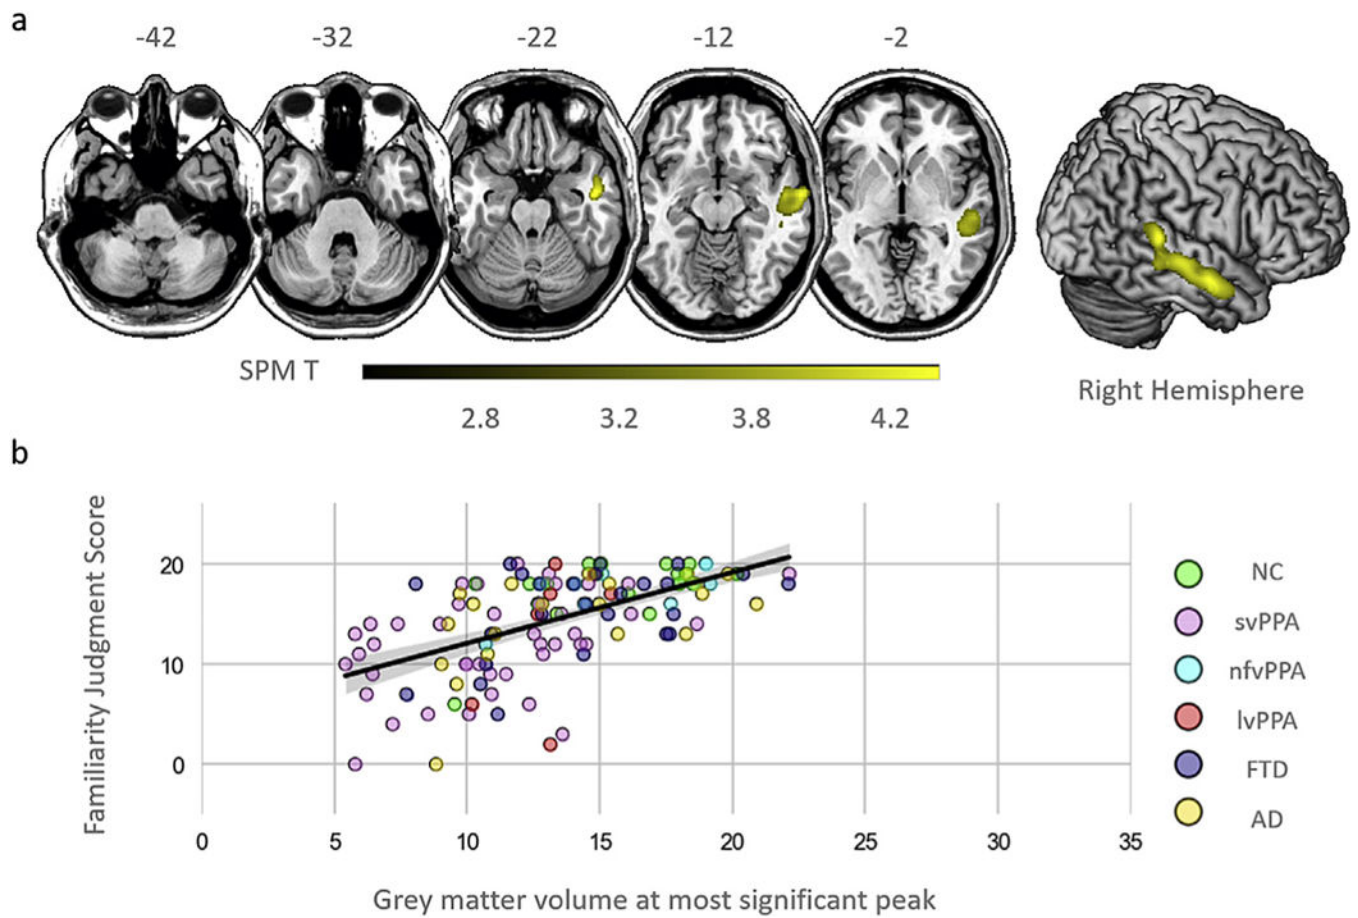 a
-42 -32 -22 -12 -2
SPM T
2.8 3.2 3.8 4.2
Right Hemisphere
b
Familiarity Judgment Score
20
10
0
0 5 10 15 20 25 30 35
Grey matter volume at most significant peak
NC
svPPA
nfvPPA
lvPPA
FTD
AD